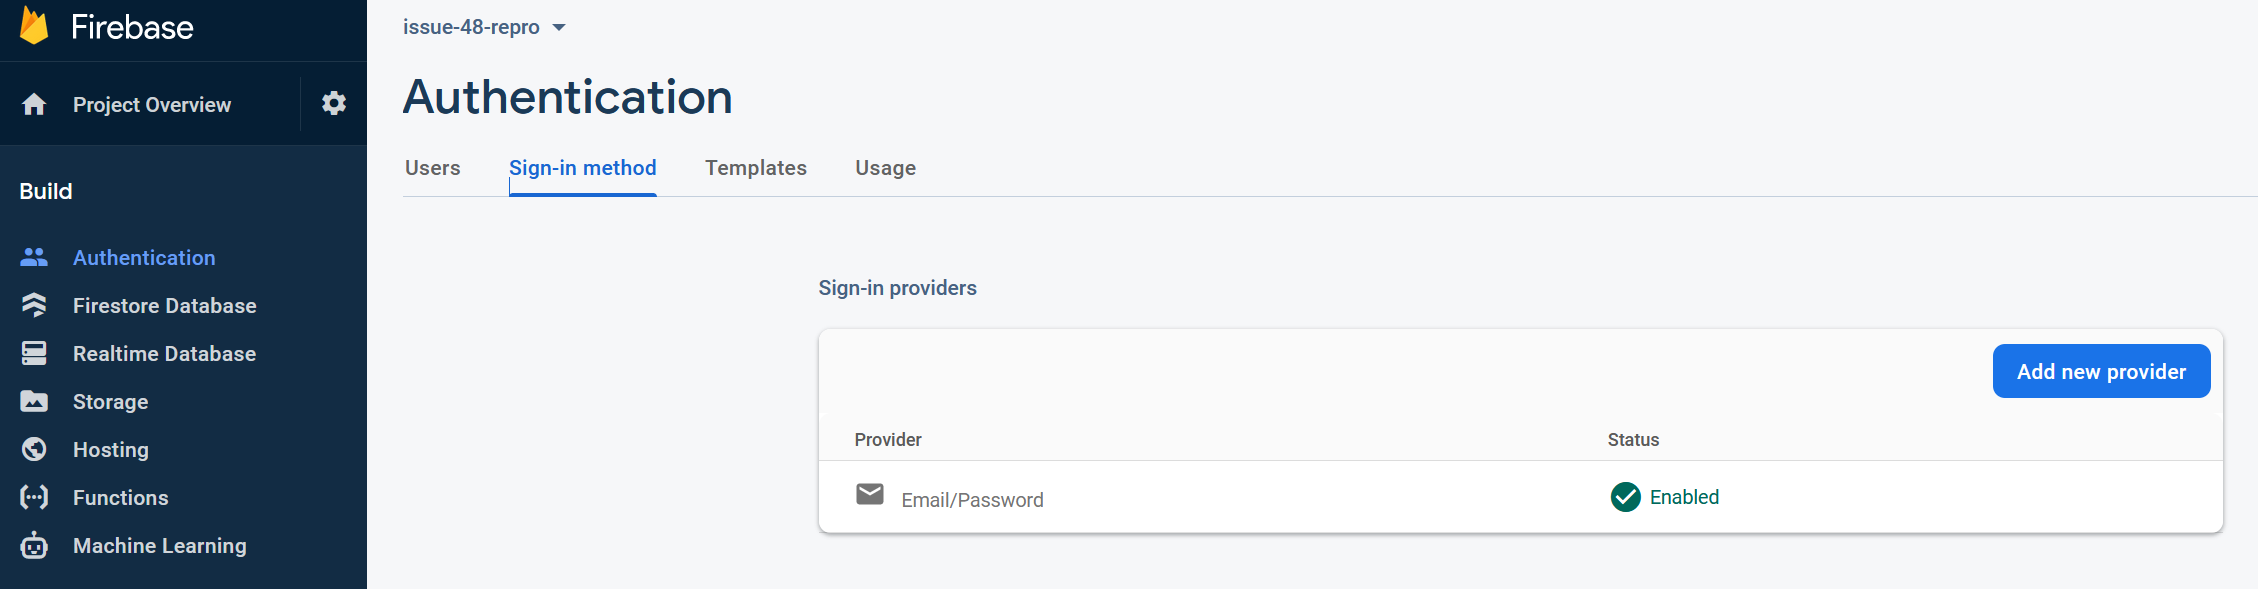 Firebase
Project Overview
Build
Authentication
Firestore Database
Realtime Database
Storage
Hosting
Functions
Machine Learning
issue-48-repro
Authentication
Users Sign-in method Templates Usage
Sign-in providers
Add new provider
Provider Status
Email/Password Enabled